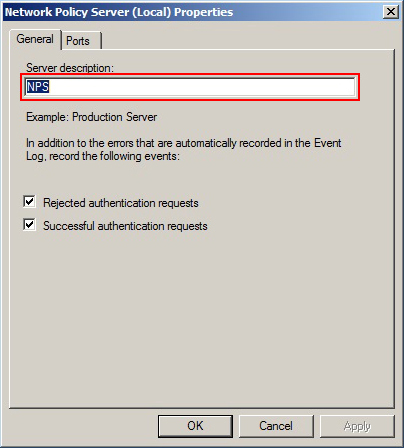 Network Policy Server (Local) Properties
General
Ports
Server description:
NPS
Example: Production Server
In addition to the errors that are automatically recorded in the Event
Log, record the following events:
Rejected authentication requests
Successful authentication requests
OK
Cancel
Apply